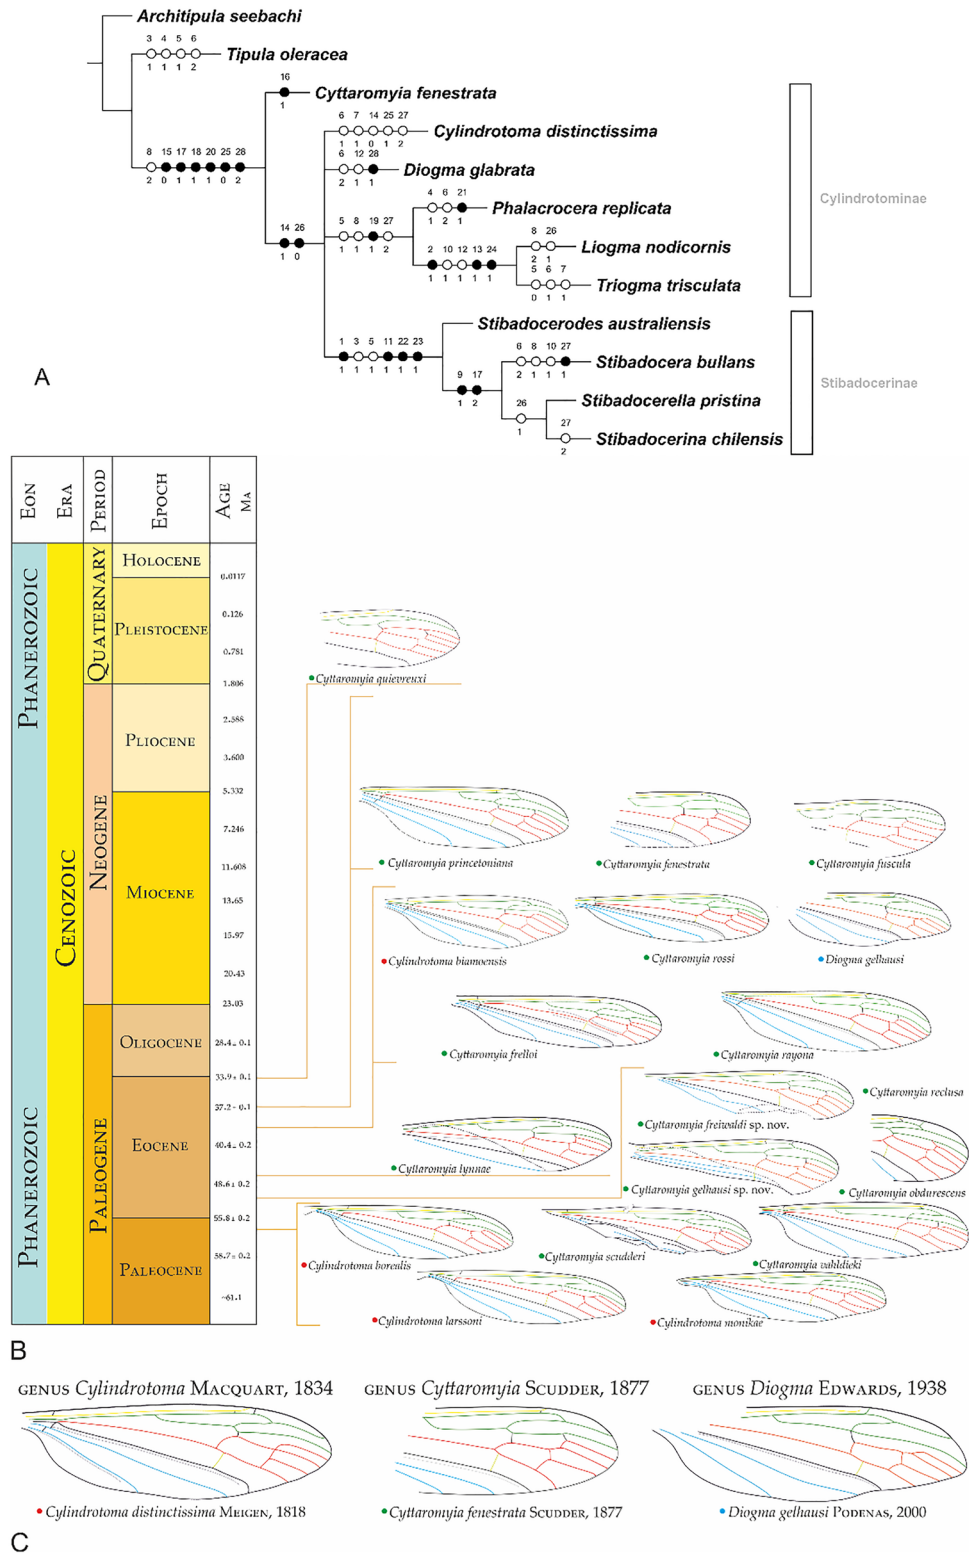 Architipula seebachi
3 4 5 6
1 1 1 2
Tipula oleracea
16
1
Cyttaromyia fenestrata
6 7 14 25 27
1 1 0 1 2
Cylindrotoma distinctissima
8 15 17 18 20 25 28
2 0 1 1 1 0 2
6 12 28
2 1 1
Diogma glabrata
4 6 21
1 2 1
Phalacrocera replicata
Cylindrotominae
14 26
1 0
5 8 19 27
1 1 1 2
8 26
2 1
Liogma nodicornis
2 10 12 13 24
1 1 1 1 1
5 6 7
0 1 1
Triogma trisculata
Stibadocerodes australiensis
1 3 5 11 22 23
1 1 1 1 1 1
6 8 10 27
2 1 1 1
Stibadocera bullans
9 17
1 2
Stibadocerinae
26
1
Stibadocerella pristina
27
2
Stibadocerina chilensis
A
EON
ERA
PERIOD
EPOCH
AGE
MA
PHANEROZOIC
PHANEROZOIC
CENOZOIC
QUATERNARY
NEOGENE
PALEOGENE
HOLOCENE
0.0117
PLEISTOCENE
0.126
0.781
1.806
PLIOCENE
2.588
3.600
5.332
MIOCENE
7.246
11.608
13.65
15.97
20.43
23.03
OLIGOCENE
28.4± 0.1
33.9± 0.1
EOCENE
37.2± 0.1
40.4± 0.2
48.6± 0.2
55.8± 0.2
PALEOCENE
58.7± 0.2
~61.1
Cyttaromyia quievreuxi
Cyttaromyia princetoniana
Cyttaromyia fenestrata
Cyttaromyia fuscula
Cylindrotoma biamoensis
Cyttaromyia rossi
Diogma gelhausi
Cyttaromyia frelloi
Cyttaromyia rayona
Cyttaromyia reclusa
Cyttaromyia freiwaldi sp. nov.
Cyttaromyia lynnae
Cyttaromyia gelhausi sp. nov.
Cyttaromyia obdurescens
Cylindrotoma borealis
Cyttaromyia scudderi
Cyttaromyia vahldieki
Cylindrotoma larssoni
Cylindrotoma monikae
B
GENUS Cylindrotoma MACQUART, 1834
GENUS Cyttaromyia SCUDDER, 1877
GENUS Diogma EDWARDS, 1938
Cylindrotoma distinctissima MEIGEN, 1818
Cyttaromyia fenestrata SCUDDER, 1877
Diogma gelhausi PODENAS, 2000
C